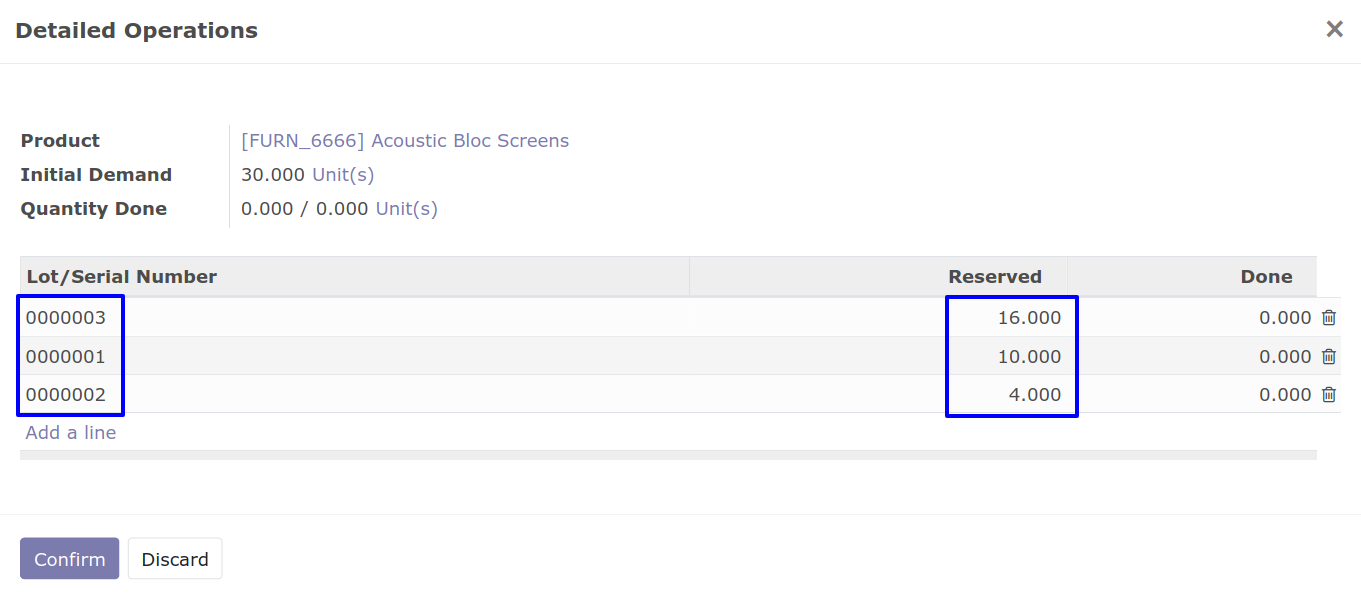 Detailed Operations
Product [FURN_6666] Acoustic Bloc Screens
Initial Demand 30.000 Unit(s)
Quantity Done 0.000 / 0.000 Unit(s)
Lot/Serial Number Reserved Done
0000003 16.000 0.000
0000001 10.000 0.000
0000002 4.000 0.000
Add a line
Confirm Discard